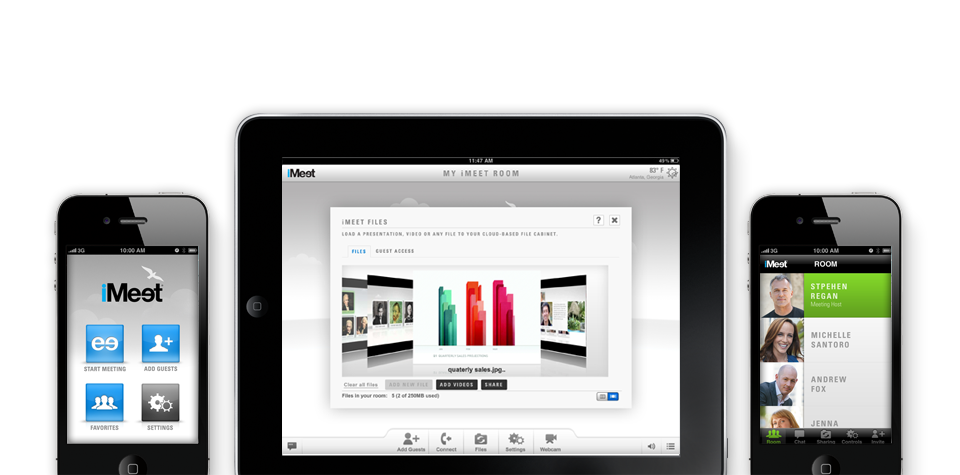 3G 10:00 AM
iMeet
START MEETING ADD GUESTS
FAVORITES SETTINGS
11:47 AM 49%
iMeet MY iMEET ROOM 83° F
Atlanta, Georgia
iMEET FILES ?
LOAD A PRESENTATION, VIDEO OR ANY FILE TO YOUR CLOUD-BASED FILE CABINET.
FILES GUEST ACCESS
quaterly sales.jpg..
Clear all files ADD NEW FILE ADD VIDEOS SHARE
Files in your room: 5 (2 of 250MB used)
Add Guests Connect Files Settings Webcam
3G 10:00 AM
iMeet ROOM
STPEHEN
REGAN
Meeting Host
MICHELLE
SANTORO
ANDREW
FOX
JENNA
Room Chat Sharing Controls Invite